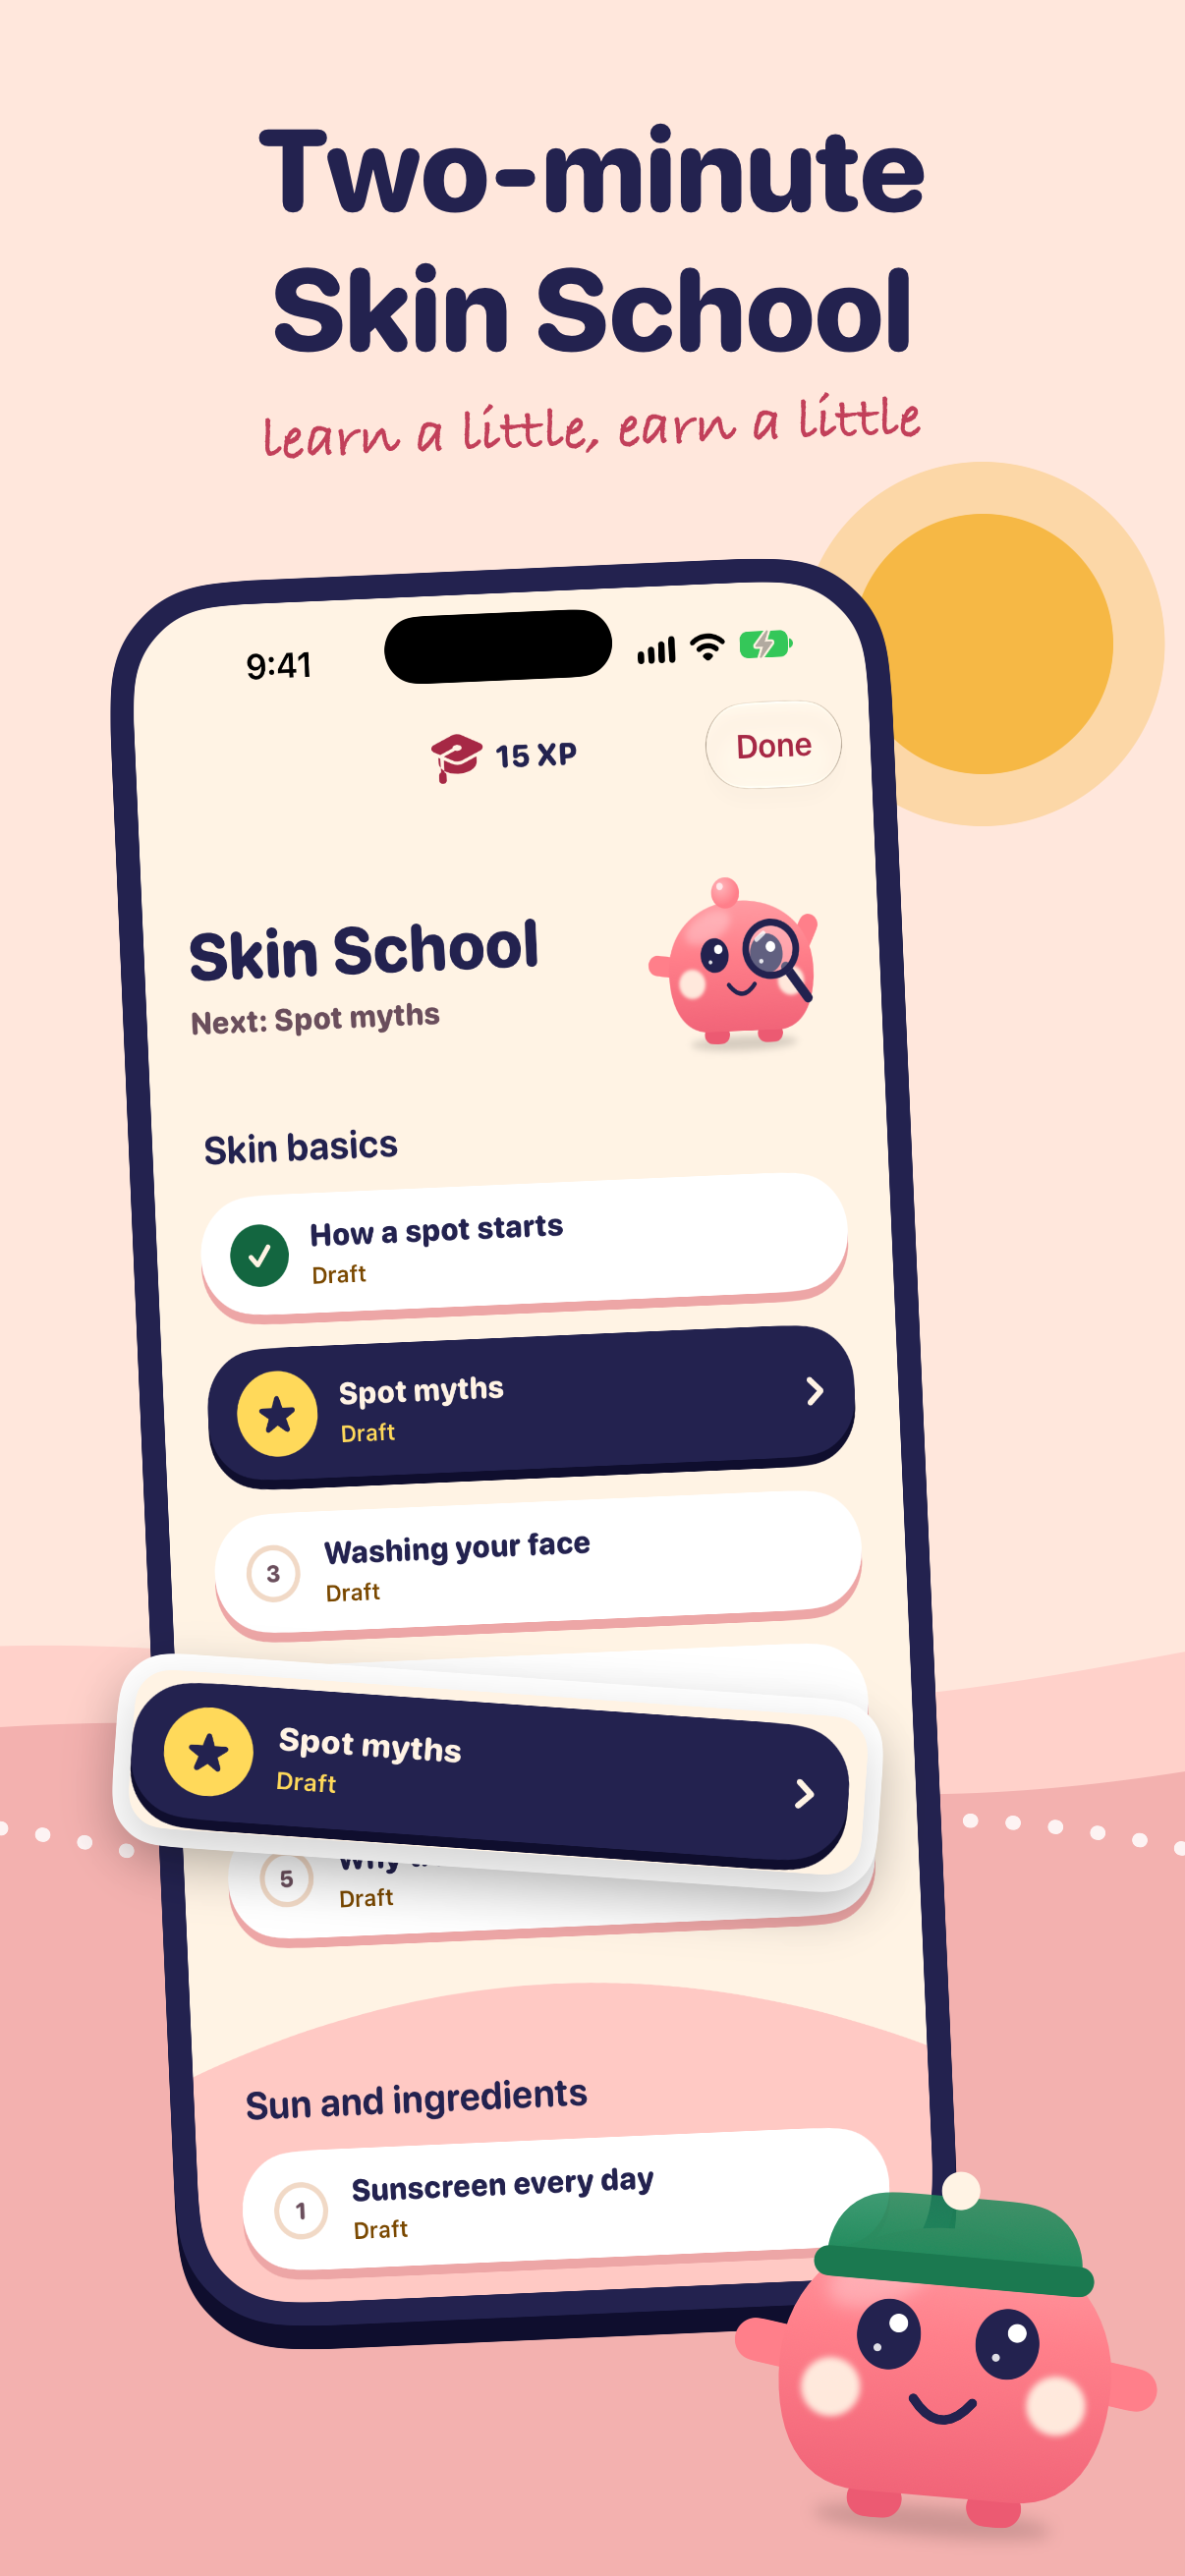 Two-minute
Skin School
learn a little, earn a little
9:41
15 XP
Done
Skin School
Next: Spot myths
Skin basics
How a spot starts
Draft
Spot myths
Draft
3
Washing your face
Draft
Spot myths
Draft
5
Why
Draft
Sun and ingredients
1
Sunscreen every day
Draft